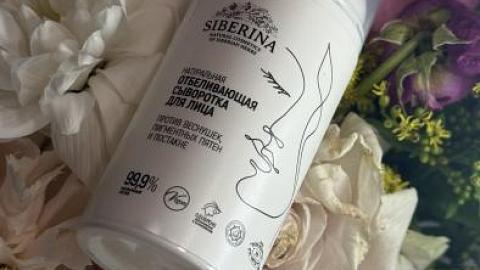 SIBERINA
NATURAL COSMETICS
OF SIBERIAN HERBS
НАТУРАЛЬНАЯ
ОТБЕЛИВАЮЩАЯ
СЫВОРОТКА
ДЛЯ ЛИЦА
ПРОТИВ ВЕСНУШЕК,
ПИГМЕНТНЫХ ПЯТЕН
И ПОСТАКНЕ
99,9%